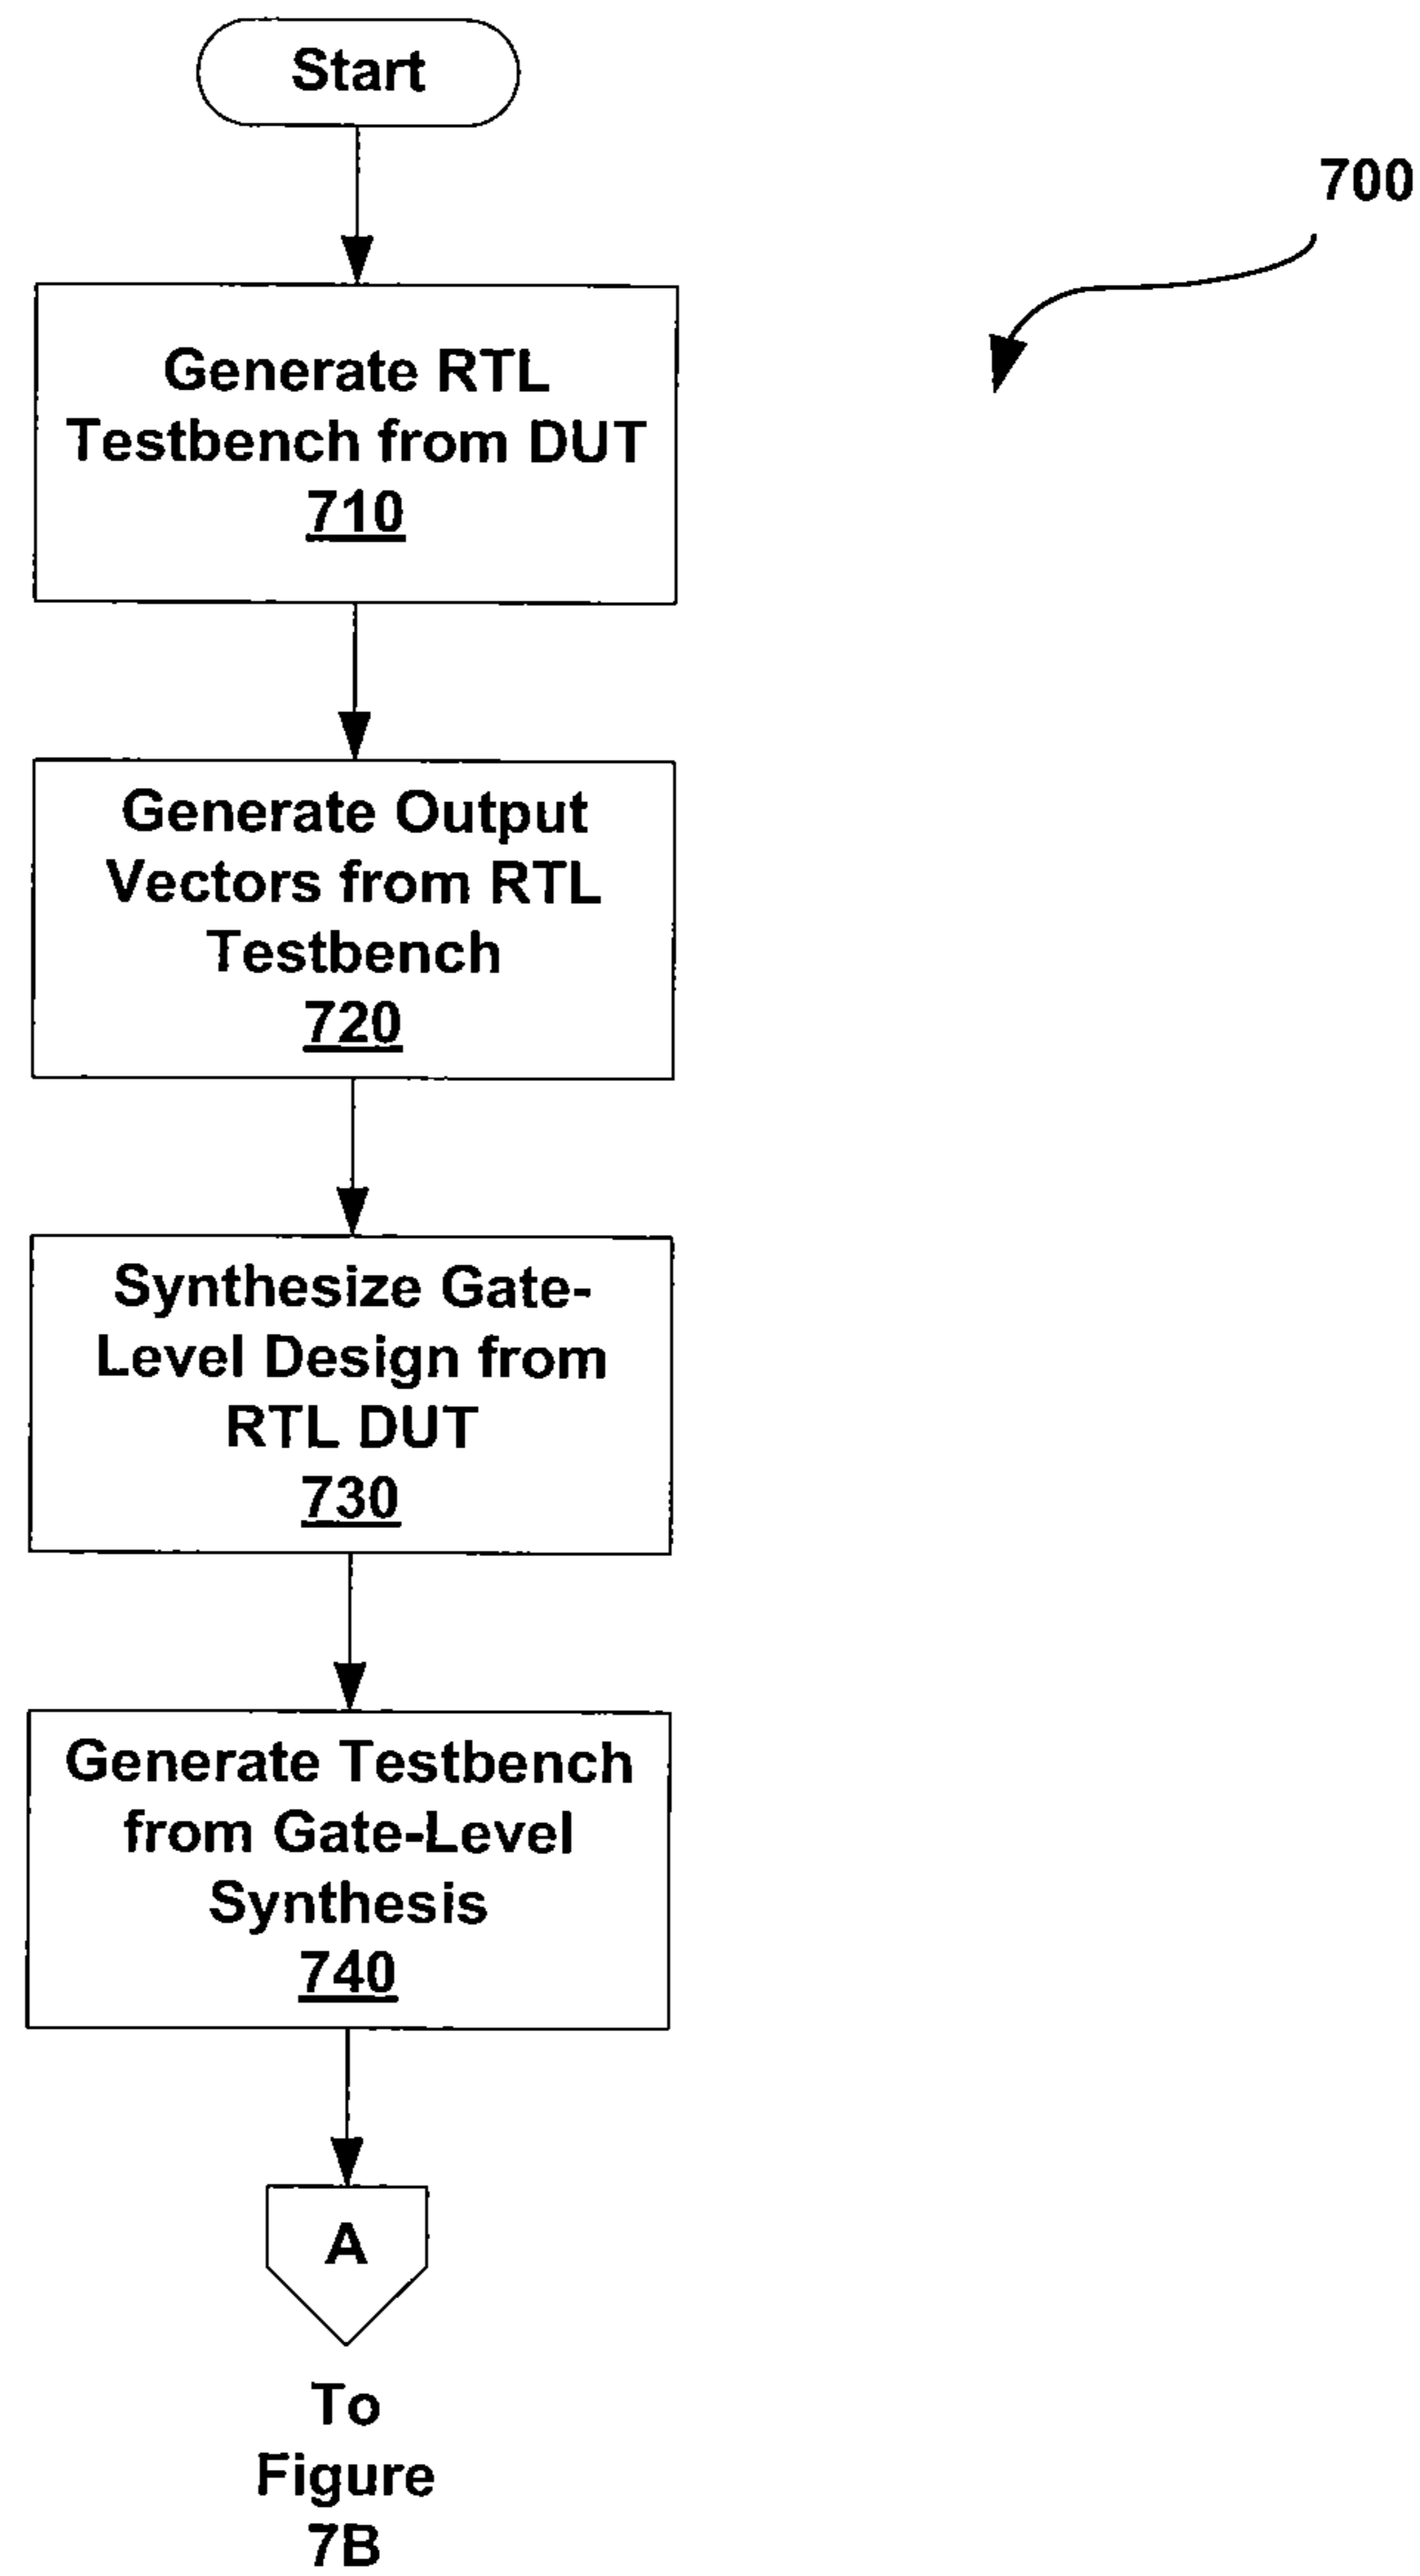 Start
700
Generate RTL
Testbench from DUT
710
Generate Output
Vectors from RTL
Testbench
720
Synthesize Gate-
Level Design from
RTL DUT
730
Generate Testbench
from Gate-Level
Synthesis
740
A
To
Figure
7B